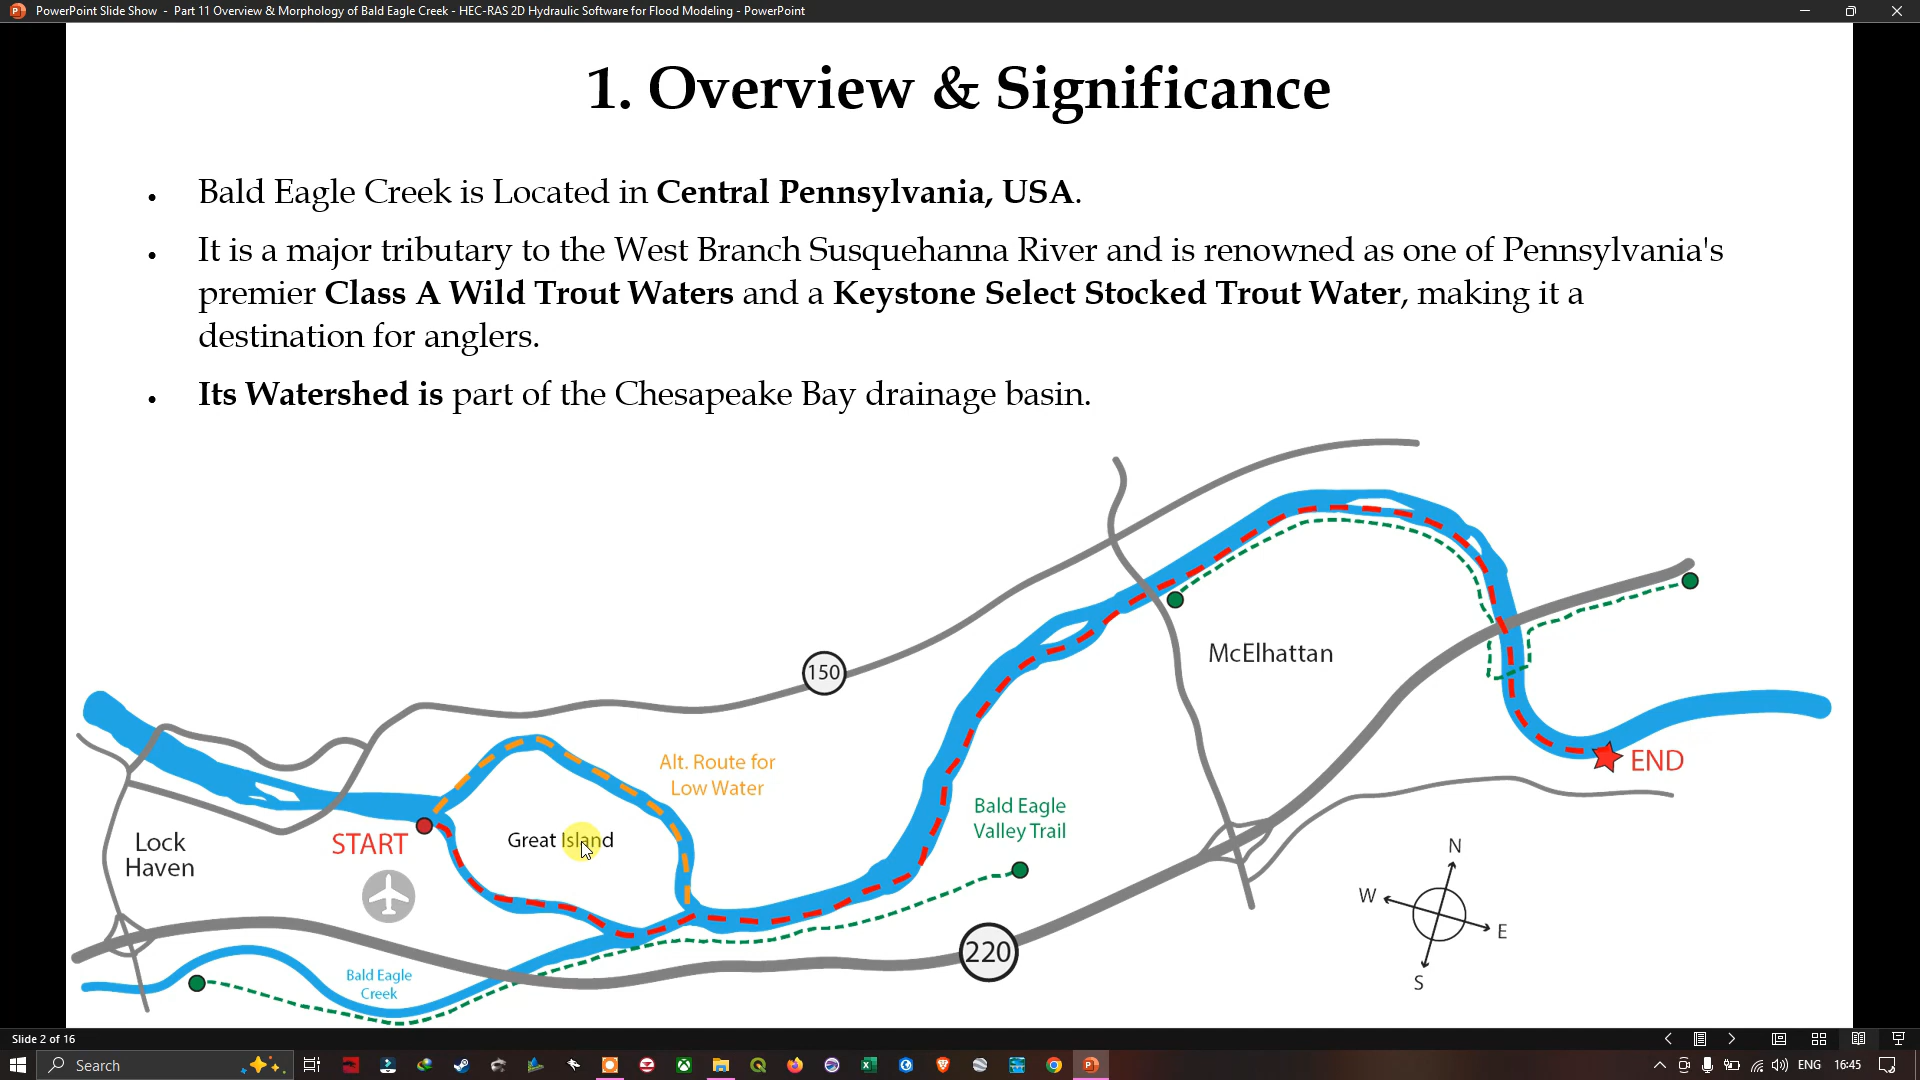 PowerPoint Slide Show - Part 11 Overview & Morphology of Bald Eagle Creek - HEC-RAS 2D Hydraulic Software for Flood Modeling - PowerPoint
1. Overview & Significance
• Bald Eagle Creek is Located in Central Pennsylvania, USA.
• It is a major tributary to the West Branch Susquehanna River and is renowned as one of Pennsylvania's
premier Class A Wild Trout Waters and a Keystone Select Stocked Trout Water, making it a
destination for anglers.
• Its Watershed is part of the Chesapeake Bay drainage basin.
McElhattan
150
END
Alt. Route for
Low Water
Bald Eagle
Valley Trail
Lock
Haven
START
Great Island
N
W
E
S
220
Bald Eagle
Creek
Slide 2 of 16
Search
ENG
16:45